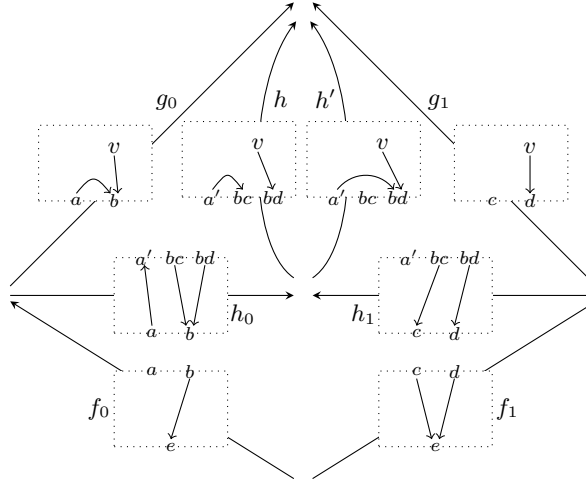 g₀ h h′ g₁
v v v v
a b a′ bc bd a′ bc bd c d
a′ bc bd a′ bc bd
h₀ h₁
a b c d
a b c d
f₀ f₁
e e